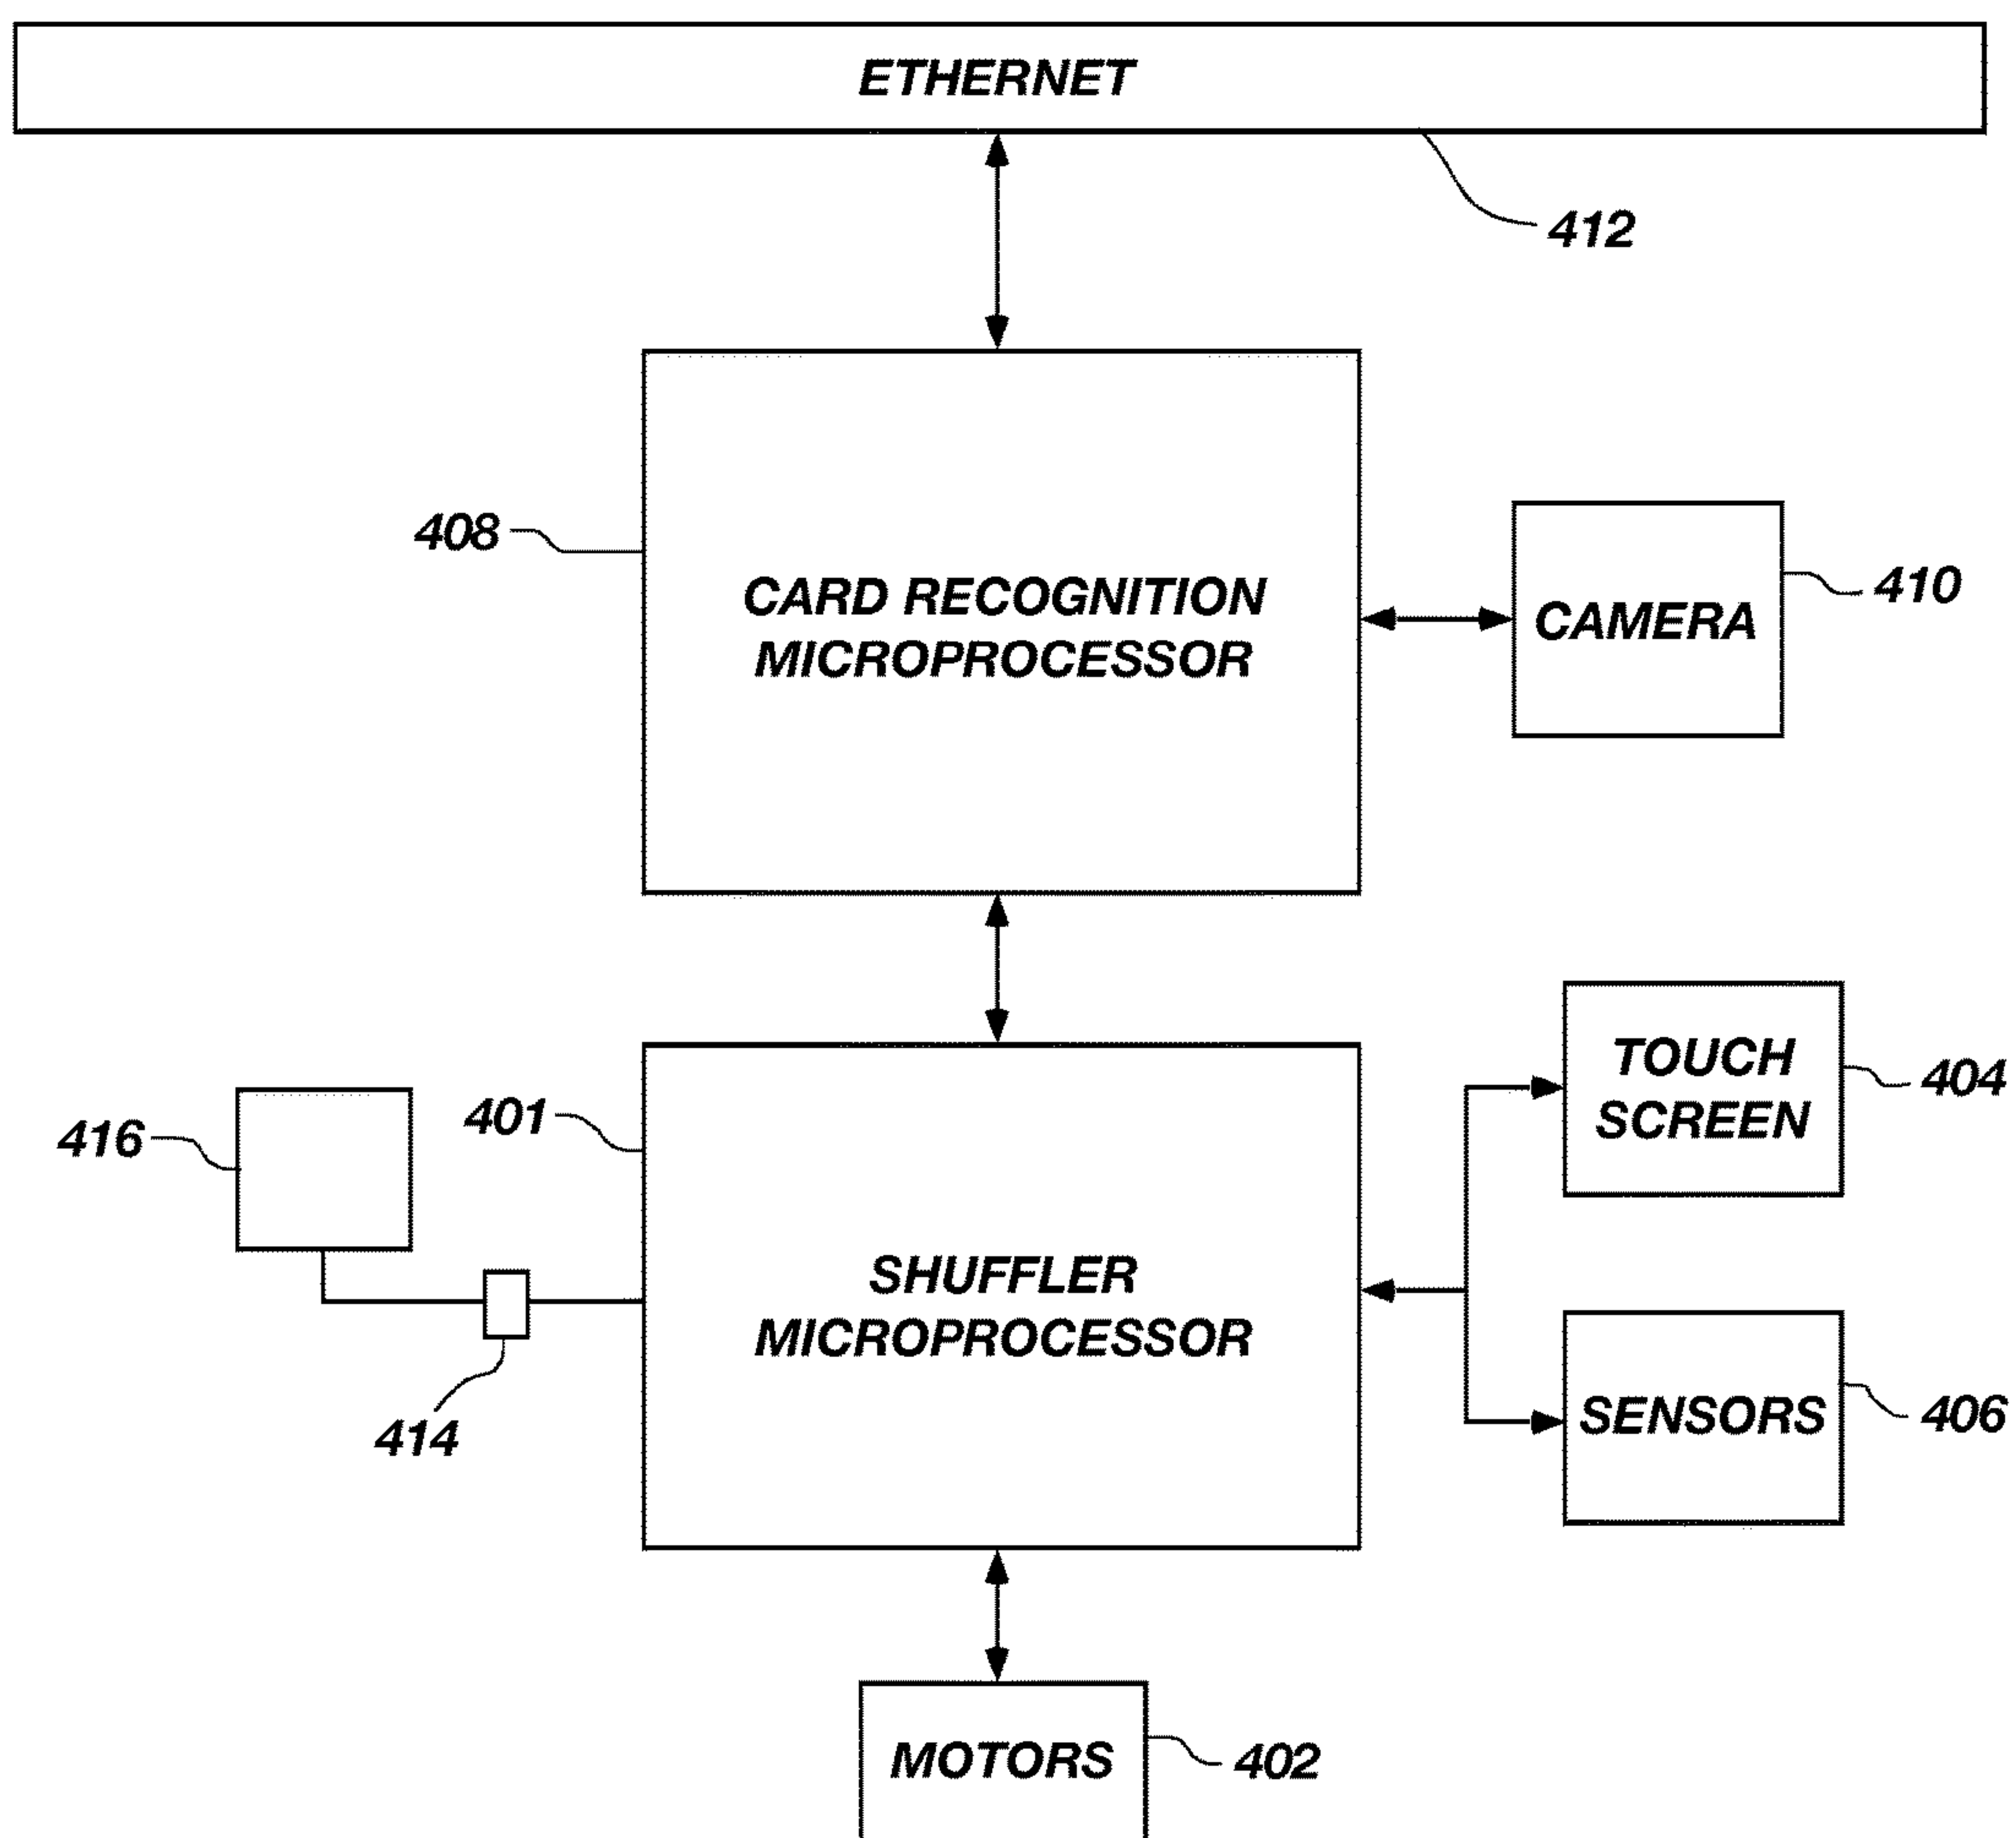 ETHERNET
412
408
CARD RECOGNITION
MICROPROCESSOR
CAMERA
410
416
401
SHUFFLER
MICROPROCESSOR
414
TOUCH
SCREEN
404
SENSORS
406
MOTORS
402